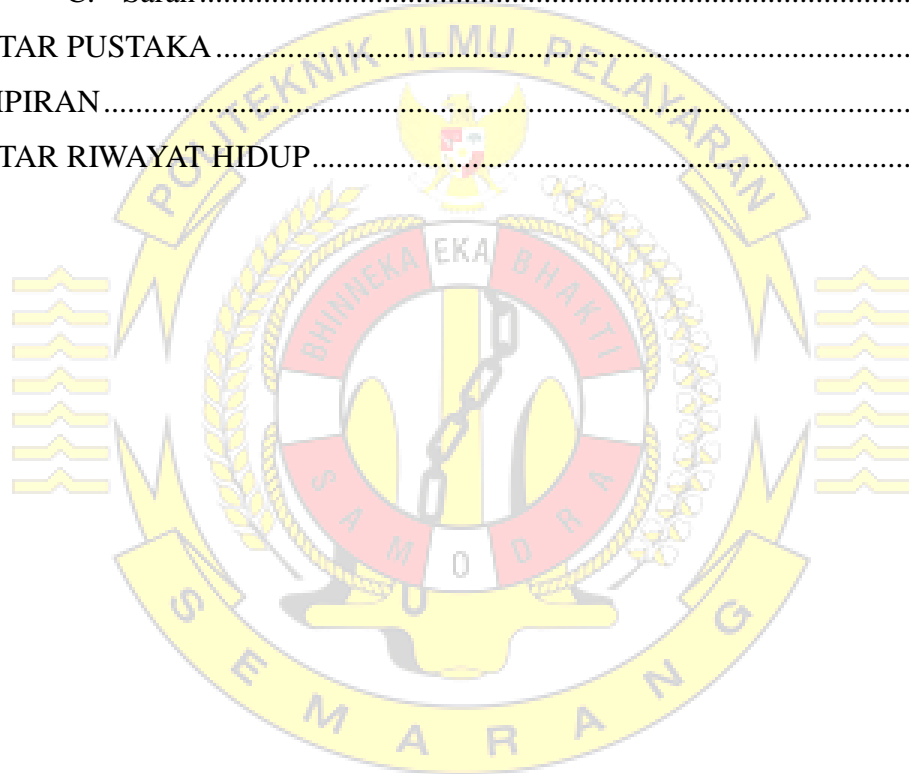 C. Saran........................................................................................
TAR PUSTAKA......................................................................................
IPIRAN....................................................................................................
TAR RIWAYAT HIDUP..........................................................................
POLITEKNIK ILMU PELAYARAN
BHINNEKA EKA BHAKTI
SAMODRA
SEMARANG